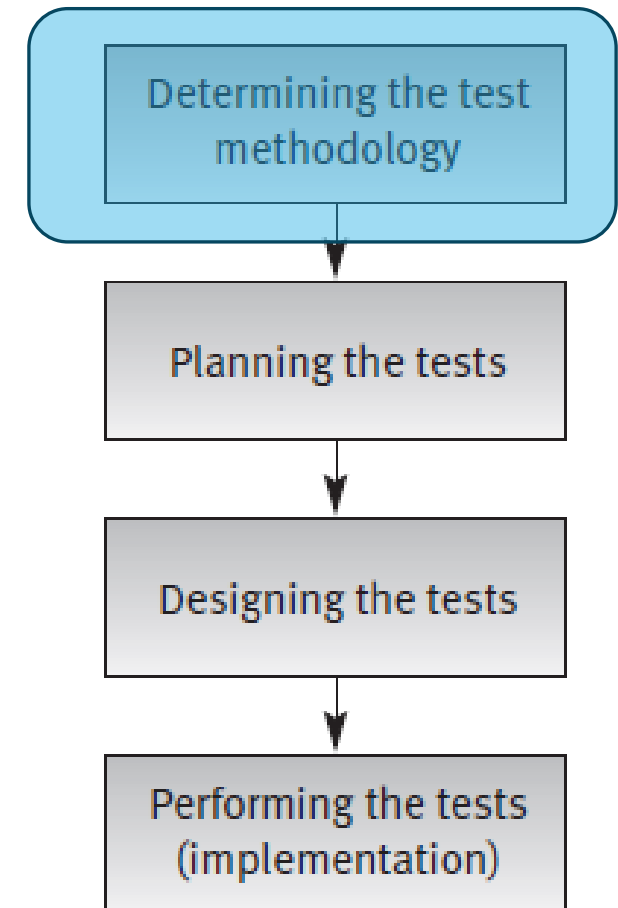 Determining the test
methodology
Planning the tests
Designing the tests
Performing the tests
(implementation)